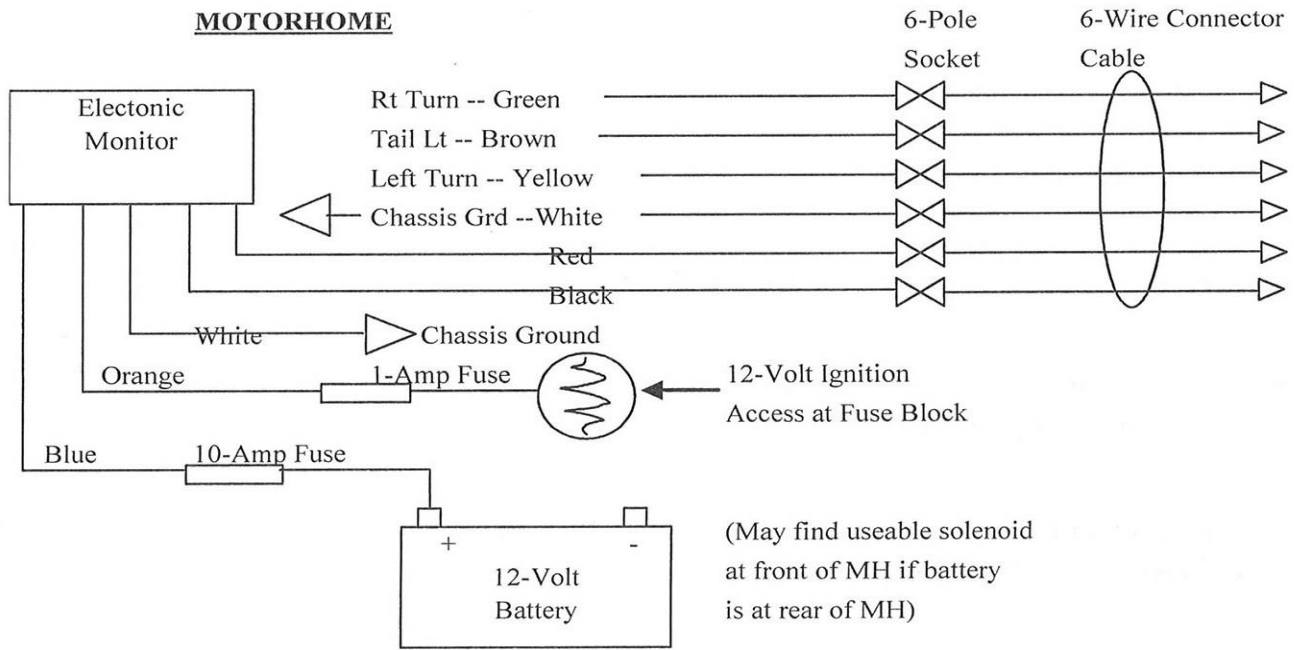 MOTORHOME
6-Pole
Socket
6-Wire Connector
Cable
Electonic
Monitor
Rt Turn -- Green
Tail Lt -- Brown
Left Turn -- Yellow
Chassis Grd --White
Red
Black
White
Chassis Ground
Orange
1-Amp Fuse
12-Volt Ignition
Access at Fuse Block
Blue
10-Amp Fuse
+
-
12-Volt
Battery
(May find useable solenoid
at front of MH if battery
is at rear of MH)